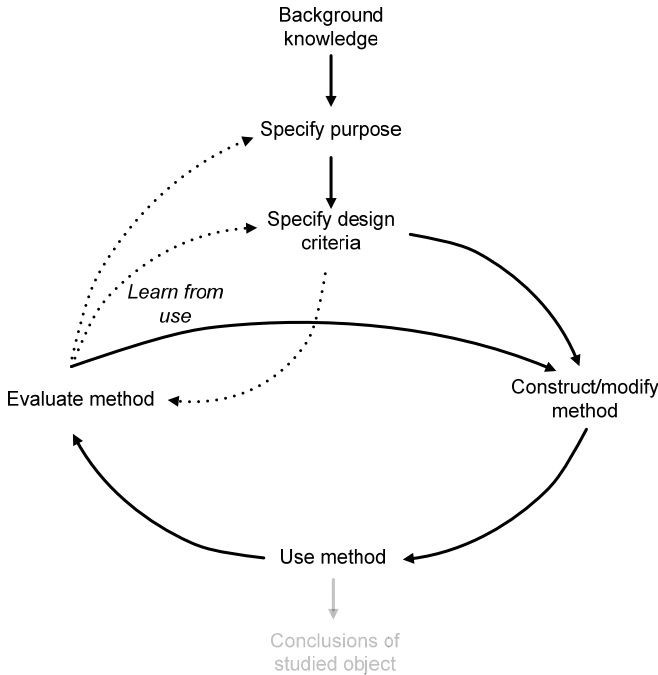 Background
knowledge
Specify purpose
Specify design
criteria
Learn from
use
Evaluate method
Construct/modify
method
Use method
Conclusions of
studied object